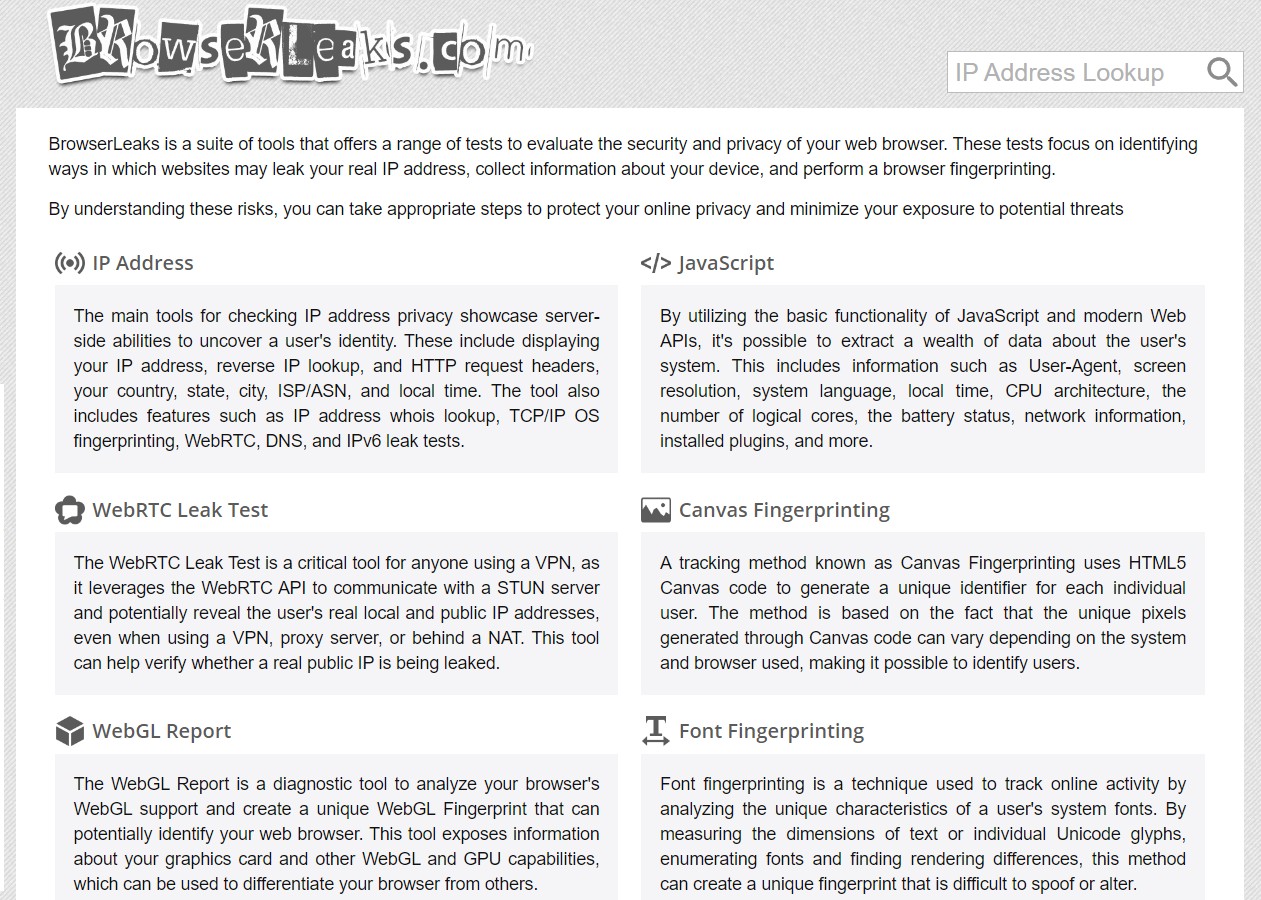 BrowserLeaks.com
IP Address Lookup
BrowserLeaks is a suite of tools that offers a range of tests to evaluate the security and privacy of your web browser. These tests focus on identifying
ways in which websites may leak your real IP address, collect information about your device, and perform a browser fingerprinting.
By understanding these risks, you can take appropriate steps to protect your online privacy and minimize your exposure to potential threats
IP Address
The main tools for checking IP address privacy showcase server-
side abilities to uncover a user's identity. These include displaying
your IP address, reverse IP lookup, and HTTP request headers,
your country, state, city, ISP/ASN, and local time. The tool also
includes features such as IP address whois lookup, TCP/IP OS
fingerprinting, WebRTC, DNS, and IPv6 leak tests.
</> JavaScript
By utilizing the basic functionality of JavaScript and modern Web
APIs, it's possible to extract a wealth of data about the user's
system. This includes information such as User-Agent, screen
resolution, system language, local time, CPU architecture, the
number of logical cores, the battery status, network information,
installed plugins, and more.
WebRTC Leak Test
The WebRTC Leak Test is a critical tool for anyone using a VPN, as
it leverages the WebRTC API to communicate with a STUN server
and potentially reveal the user's real local and public IP addresses,
even when using a VPN, proxy server, or behind a NAT. This tool
can help verify whether a real public IP is being leaked.
Canvas Fingerprinting
A tracking method known as Canvas Fingerprinting uses HTML5
Canvas code to generate a unique identifier for each individual
user. The method is based on the fact that the unique pixels
generated through Canvas code can vary depending on the system
and browser used, making it possible to identify users.
WebGL Report
The WebGL Report is a diagnostic tool to analyze your browser's
WebGL support and create a unique WebGL Fingerprint that can
potentially identify your web browser. This tool exposes information
about your graphics card and other WebGL and GPU capabilities,
which can be used to differentiate your browser from others.
Font Fingerprinting
Font fingerprinting is a technique used to track online activity by
analyzing the unique characteristics of a user's system fonts. By
measuring the dimensions of text or individual Unicode glyphs,
enumerating fonts and finding rendering differences, this method
can create a unique fingerprint that is difficult to spoof or alter.